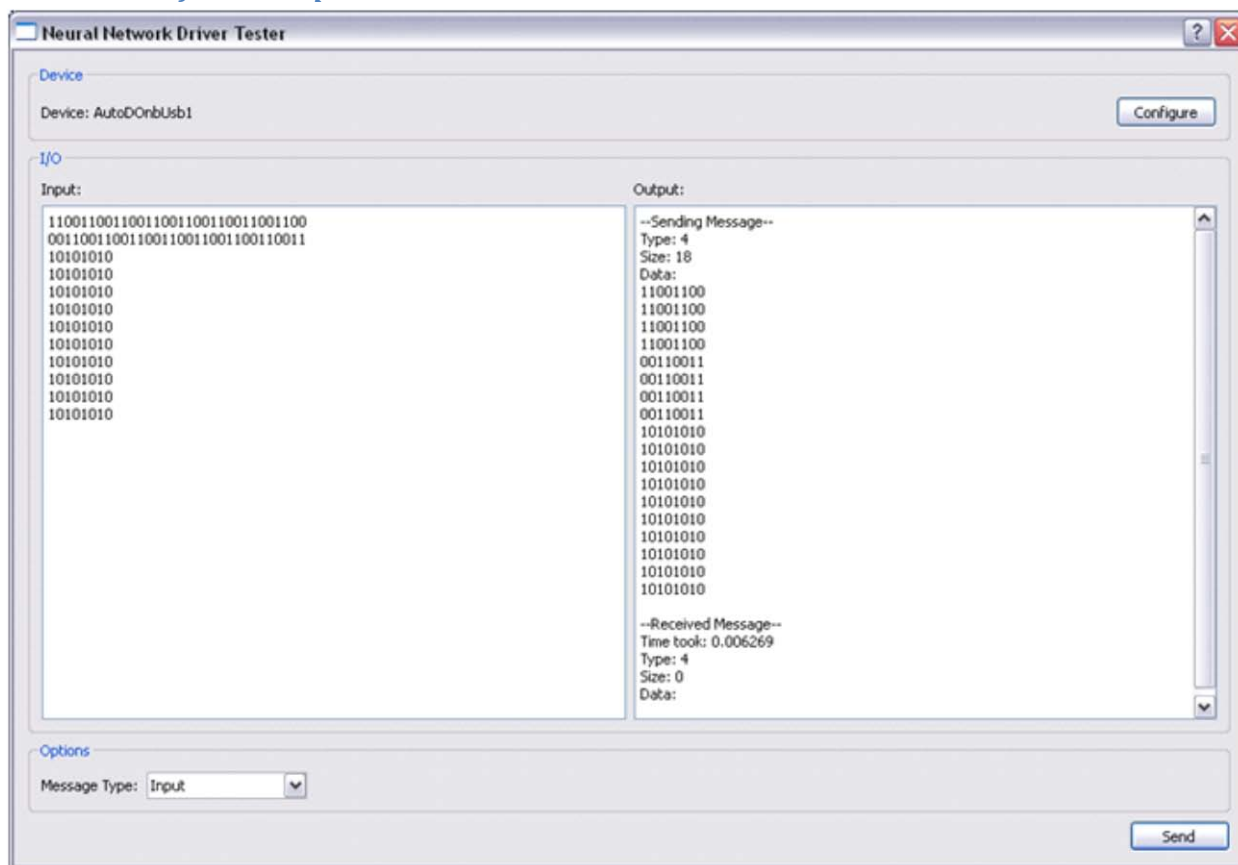 Neural Network Driver Tester
Device
Device: AutoDOnbUsb1
Configure
I/O
Input:
11001100110011001100110011001100
00110011001100110011001100110011
10101010
10101010
10101010
10101010
10101010
10101010
10101010
10101010
10101010
10101010
Output:
--Sending Message--
Type: 4
Size: 18
Data:
11001100
11001100
11001100
11001100
00110011
00110011
00110011
00110011
10101010
10101010
10101010
10101010
10101010
10101010
10101010
10101010
10101010
10101010
--Received Message--
Time took: 0.006269
Type: 4
Size: 0
Data:
Options
Message Type: Input
Send